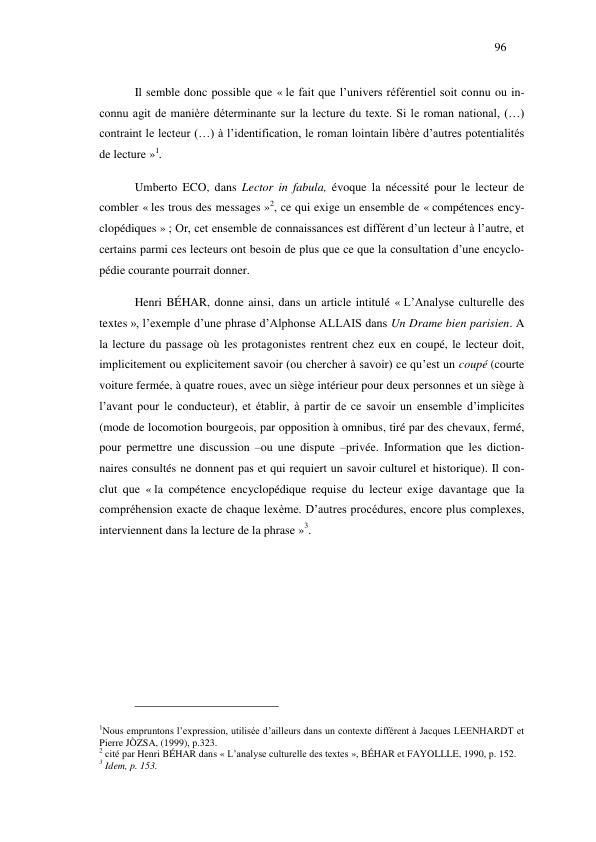 96
Il semble donc possible que « le fait que l’univers référentiel soit connu ou in-
connu agit de manière déterminante sur la lecture du texte. Si le roman national, (…)
contraint le lecteur (…) à l’identification, le roman lointain libère d’autres potentialités
de lecture »1.
Umberto ECO, dans Lector in fabula, évoque la nécessité pour le lecteur de
combler « les trous des messages »2, ce qui exige un ensemble de « compétences ency-
clopédiques » ; Or, cet ensemble de connaissances est différent d’un lecteur à l’autre, et
certains parmi ces lecteurs ont besoin de plus que ce que la consultation d’une encyclo-
pédie courante pourrait donner.
Henri BÉHAR, donne ainsi, dans un article intitulé « L’Analyse culturelle des
textes », l’exemple d’une phrase d’Alphonse ALLAIS dans Un Drame bien parisien. A
la lecture du passage où les protagonistes rentrent chez eux en coupé, le lecteur doit,
implicitement ou explicitement savoir (ou chercher à savoir) ce qu’est un coupé (courte
voiture fermée, à quatre roues, avec un siège intérieur pour deux personnes et un siège à
l’avant pour le conducteur), et établir, à partir de ce savoir un ensemble d’implicites
(mode de locomotion bourgeois, par opposition à omnibus, tiré par des chevaux, fermé,
pour permettre une discussion –ou une dispute –privée. Information que les diction-
naires consultés ne donnent pas et qui requiert un savoir culturel et historique). Il con-
clut que « la compétence encyclopédique requise du lecteur exige davantage que la
compréhension exacte de chaque lexème. D’autres procédures, encore plus complexes,
interviennent dans la lecture de la phrase »3.
1Nous empruntons l’expression, utilisée d’ailleurs dans un contexte différent à Jacques LEENHARDT et
Pierre JÒZSA, (1999), p.323.
2 cité par Henri BÉHAR dans « L’analyse culturelle des textes », BÉHAR et FAYOLLLE, 1990, p. 152.
3 Idem, p. 153.